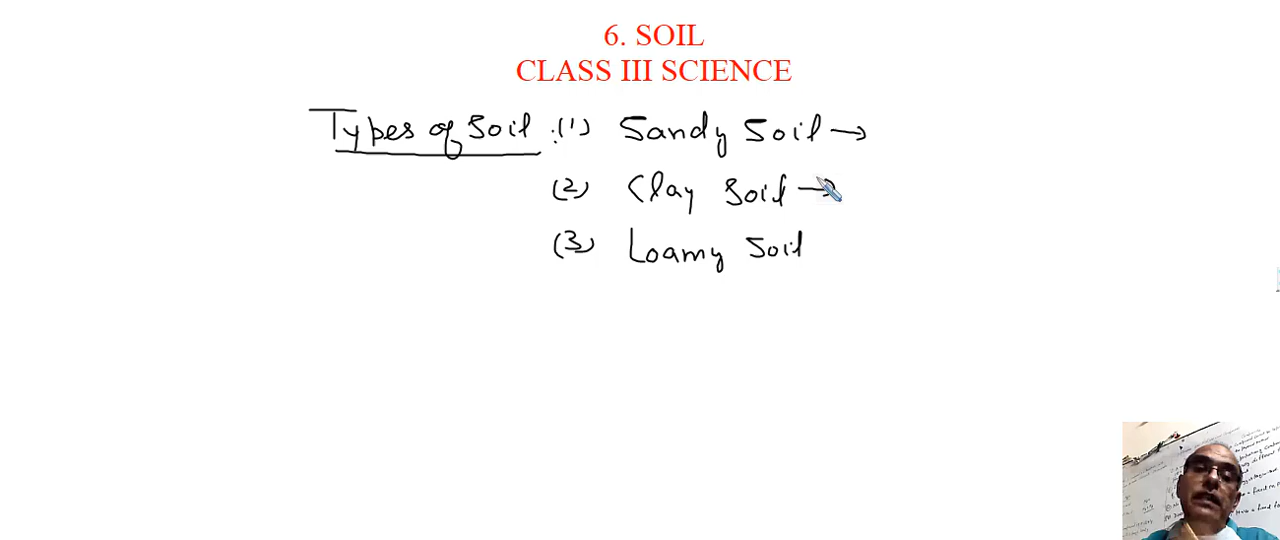 6. SOIL
CLASS III SCIENCE
Types of Soil :(1) Sandy Soil →
(2) Clay Soil →
(3) Loamy Soil